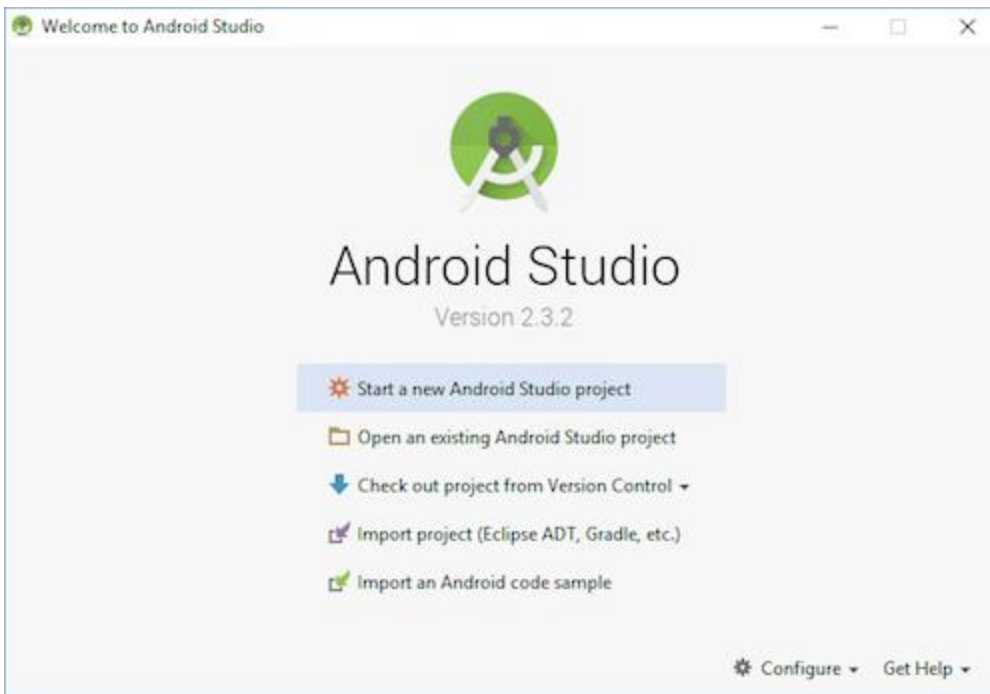 Welcome to Android Studio
Android Studio
Version 2.3.2
Start a new Android Studio project
Open an existing Android Studio project
Check out project from Version Control
Import project (Eclipse ADT, Gradle, etc.)
Import an Android code sample
Configure Get Help